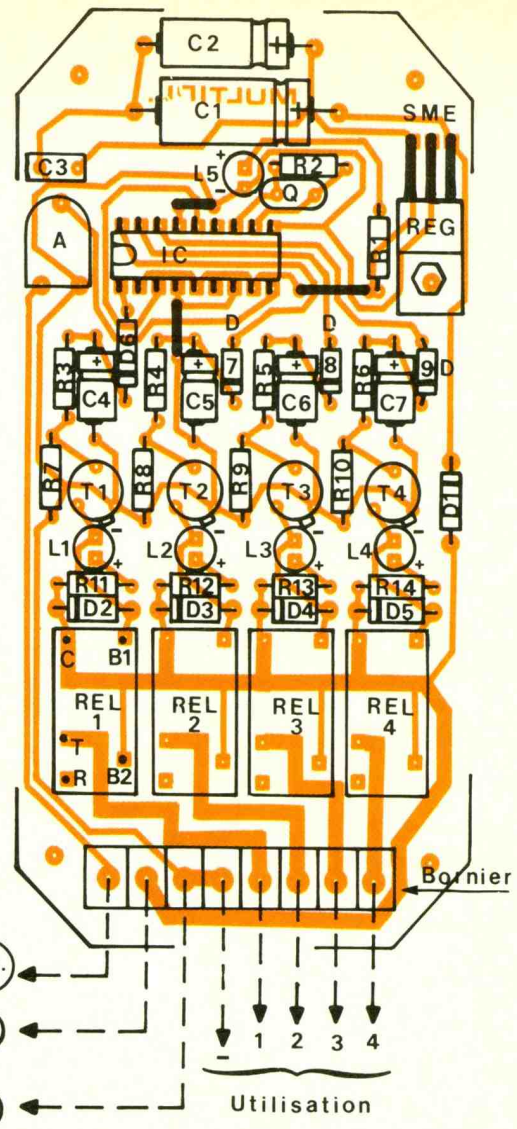 C2 +
MULTIPL
C1 +
S M E
C3
L5 + -
R2
Q
A
IC
R1
REG
D D
R3 + D6 R4 + 7 R5 + 8 R6 + 9 D
C4 C5 C6 C7
R7 T1 R8 T2 R9 T3 R10 T4 D1
- - - -
L1 L2 L3 L4
+ + + +
R11 R12 R13 R14
D2 D3 D4 D5
C B1
REL REL REL REL
1 2 3 4
T
R B2
Bornier
- 1 2 3 4
Utilisation